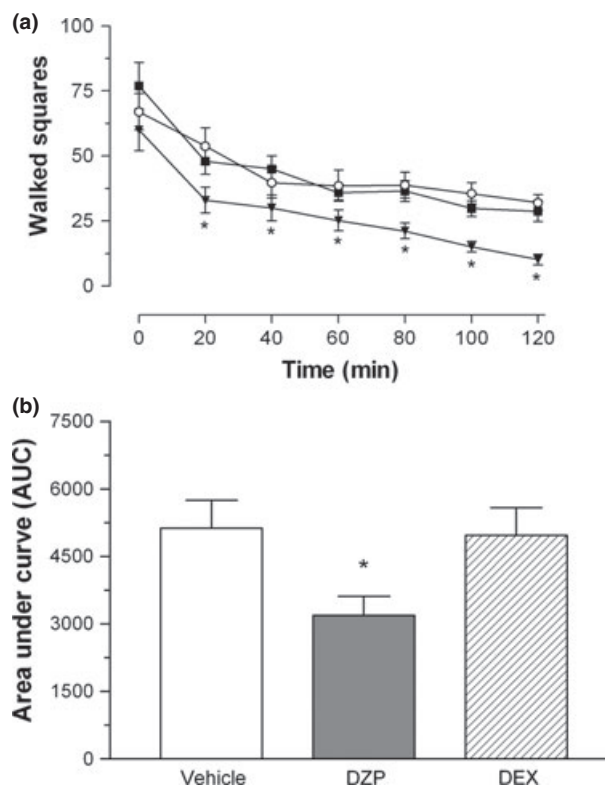 (a)
Walked squares
100
75
50
25
0
* * * * * *
0 20 40 60 80 100 120
Time (min)
(b)
Area under curve (AUC)
7500
6000
4500
3000
1500
0
*
Vehicle DZP DEX